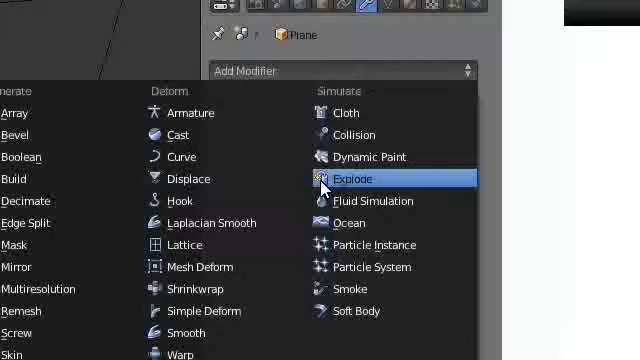 Plane
Add Modifier
nerate
Deform
Simulate
Array
Armature
Cloth
Bevel
Cast
Collision
Boolean
Curve
Dynamic Paint
Build
Displace
Explode
Decimate
Hook
Fluid Simulation
Edge Split
Laplacian Smooth
Ocean
Mask
Lattice
Particle Instance
Mirror
Mesh Deform
Particle System
Multiresolution
Shrinkwrap
Smoke
Remesh
Simple Deform
Soft Body
Screw
Smooth
Skin
Warp